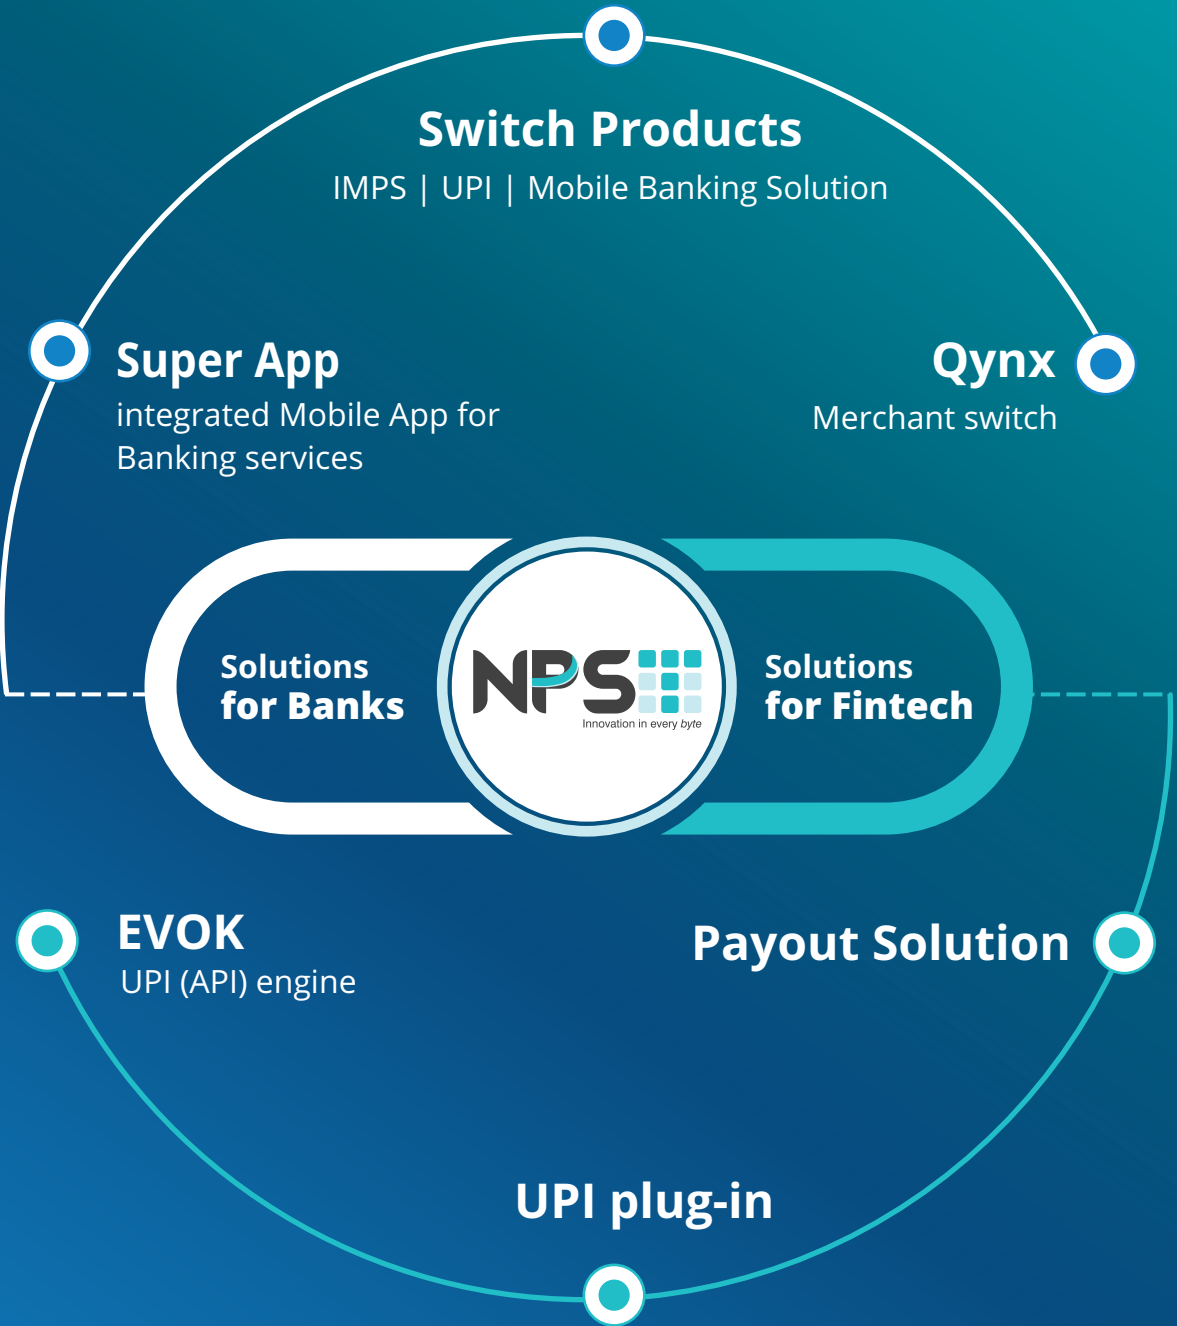 Switch Products
IMPS | UPI | Mobile Banking Solution
Super App
integrated Mobile App for
Banking services
Qynx
Merchant switch
Solutions
for Banks
NPST
Innovation in every byte
Solutions
for Fintech
EVOK
UPI (API) engine
Payout Solution
UPI plug-in